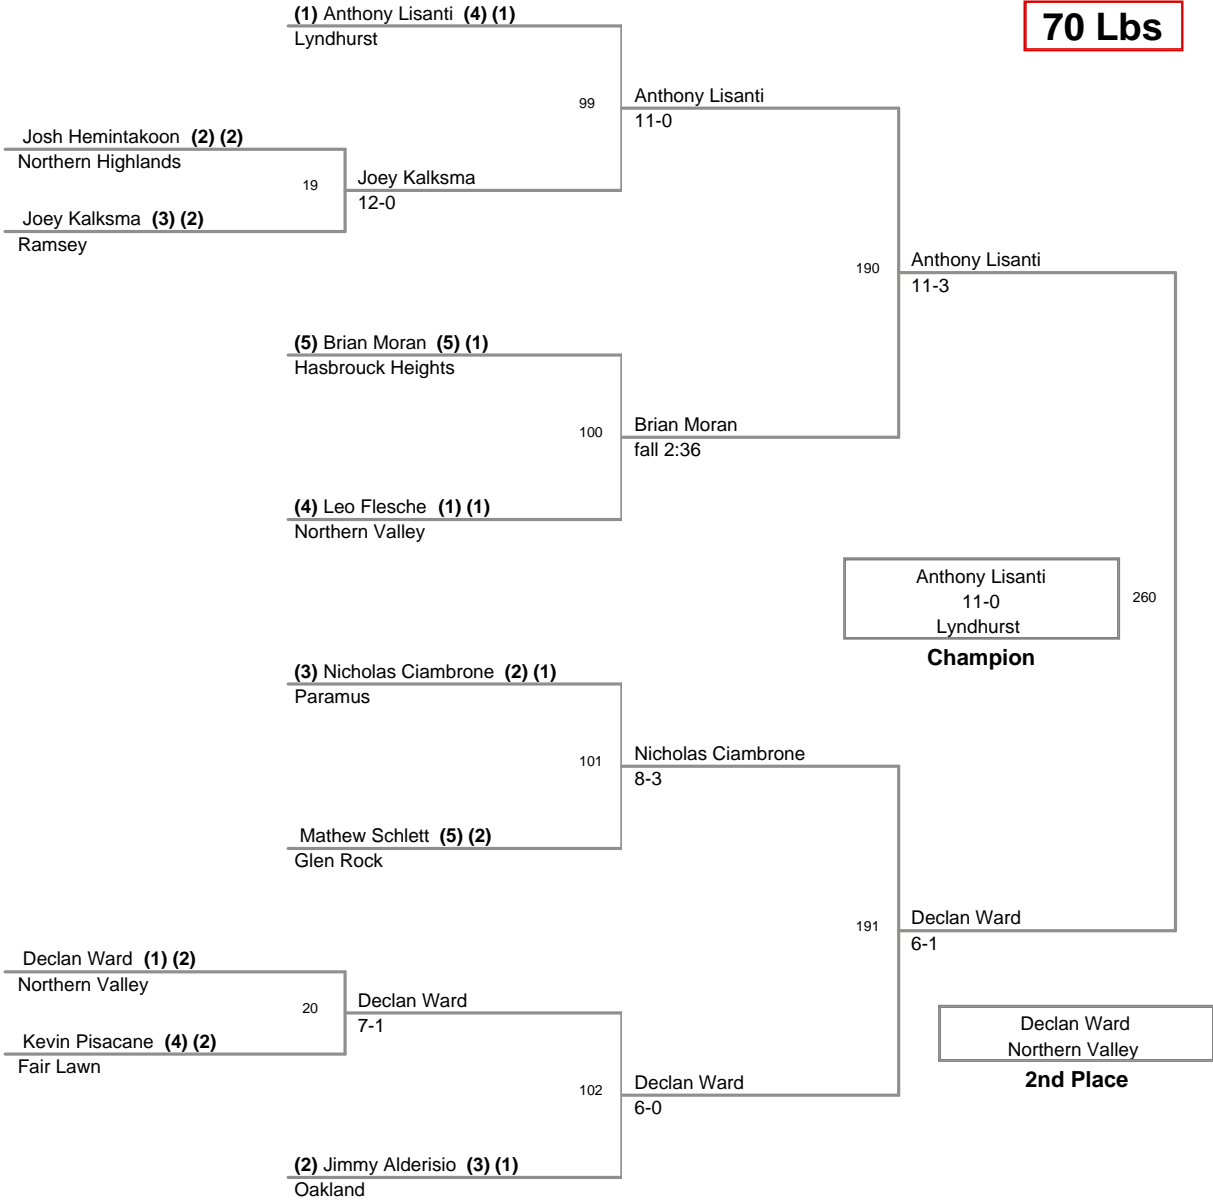 (1) Anthony Lisanti (4) (1)
Lyndhurst
70 Lbs
99
Anthony Lisanti
11-0
Josh Hemintakoon (2) (2)
Northern Highlands
19
Joey Kalksma
12-0
Joey Kalksma (3) (2)
Ramsey
190
Anthony Lisanti
11-3
(5) Brian Moran (5) (1)
Hasbrouck Heights
100
Brian Moran
fall 2:36
(4) Leo Flesche (1) (1)
Northern Valley
Anthony Lisanti
11-0
Lyndhurst
260
Champion
(3) Nicholas Ciambrone (2) (1)
Paramus
101
Nicholas Ciambrone
8-3
Mathew Schlett (5) (2)
Glen Rock
191
Declan Ward
6-1
Declan Ward (1) (2)
Northern Valley
20
Declan Ward
7-1
Kevin Pisacane (4) (2)
Fair Lawn
Declan Ward
Northern Valley
2nd Place
102
Declan Ward
6-0
(2) Jimmy Alderisio (3) (1)
Oakland